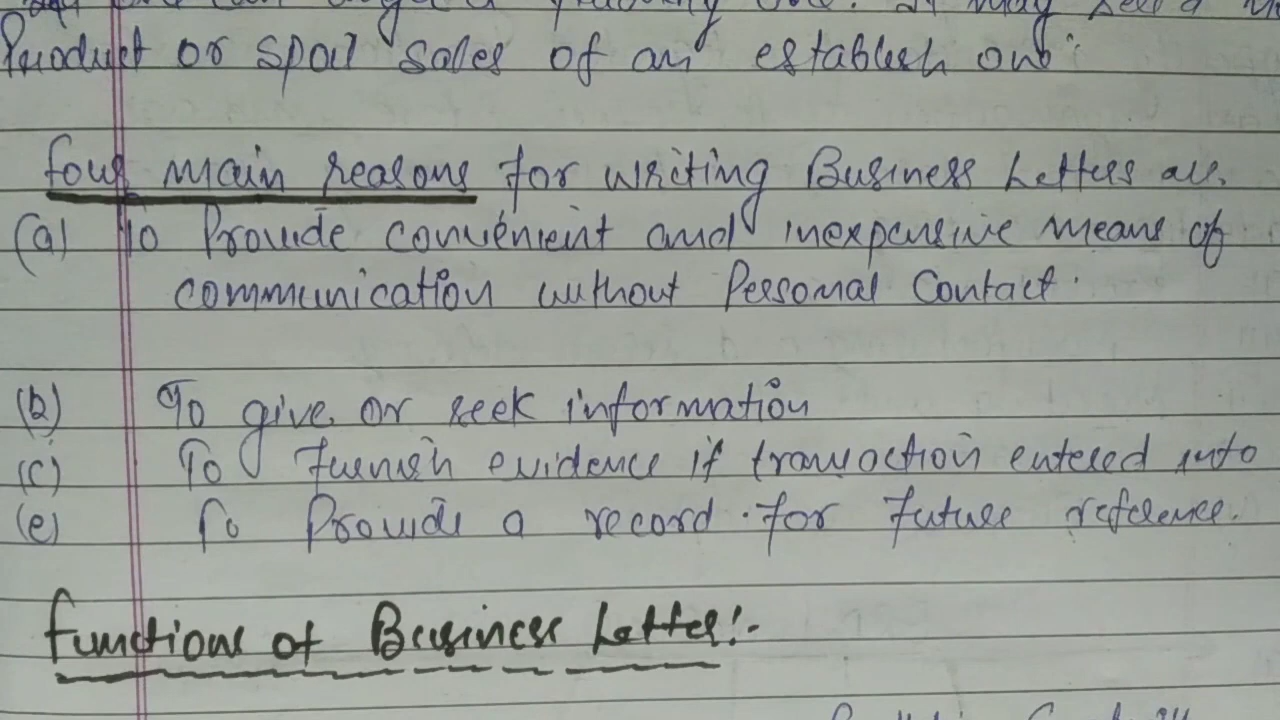 Product or spoil sales of an establesh one
four main reasons for writing Business Letters are.
(a) To Provide convenient and inexpensive means of
communication without Personal Contact.
(b) To give or seek information
(c) To furnish evidence if transaction entered into
(e) To Provide a record for future reference.
Functions of Business Letter:-